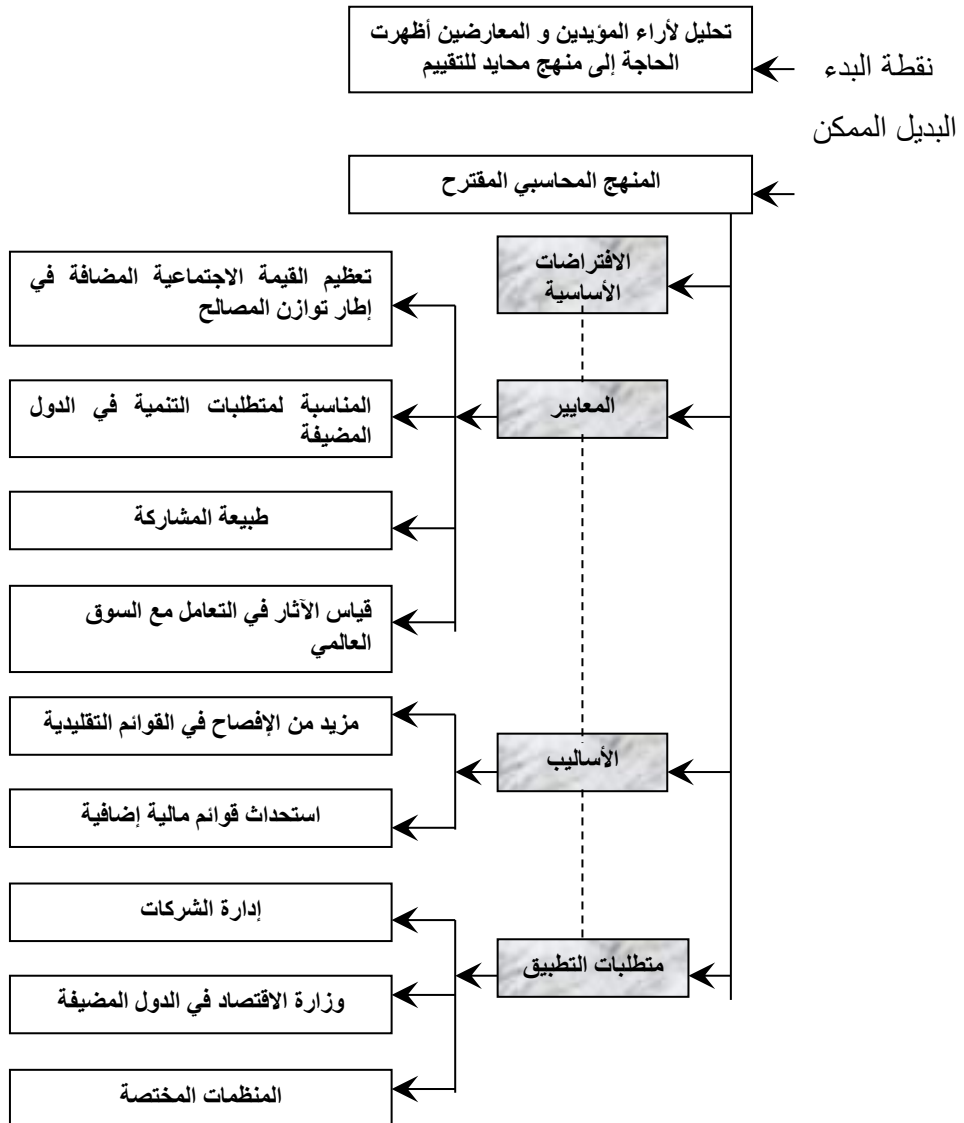 تحليل لأراء المؤيدين و المعارضين أظهرت
الحاجة إلى منهج محايد للتقييم
نقطة البدء
البديل الممكن
المنهج المحاسبي المقترح
الافتراضات
الأساسية
تعظيم القيمة الاجتماعية المضافة في
إطار توازن المصالح
المعايير
المناسبة لمتطلبات التنمية في الدول
المضيفة
طبيعة المشاركة
قياس الآثار في التعامل مع السوق
العالمي
الأساليب
مزيد من الإفصاح في القوائم التقليدية
استحداث قوائم مالية إضافية
متطلبات التطبيق
إدارة الشركات
وزارة الاقتصاد في الدول المضيفة
المنظمات المختصة